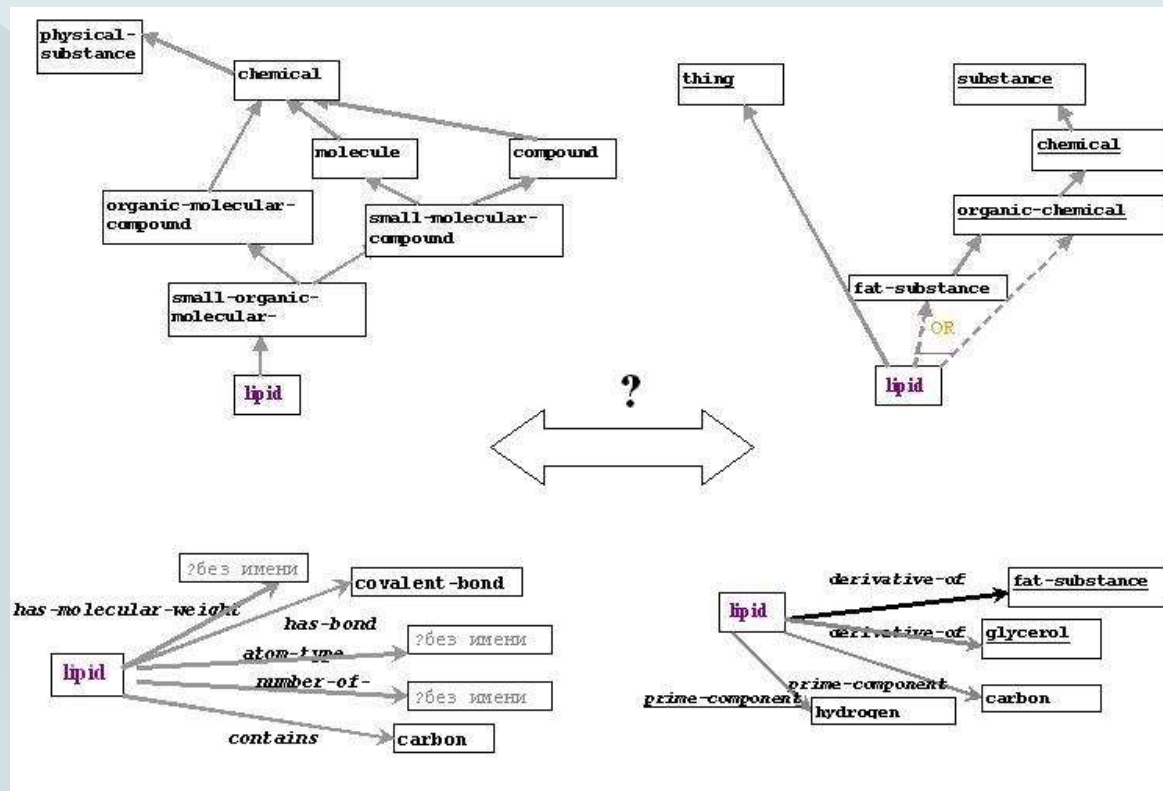 physical-
substance
chemical
molecule
compound
organic-molecular-
compound
small-molecular-
compound
small-organic-
molecular-
lipid
thing
substance
chemical
organic-chemical
fat-substance
OR
lipid
?
?без имени
covalent-bond
has-molecular-weight
has-bond
atom-type
?без имени
lipid
number-of-
?без имени
contains
carbon
derivative-of
fat-substance
lipid
derivative-of
glycerol
prime-component
prime-component
carbon
hydrogen